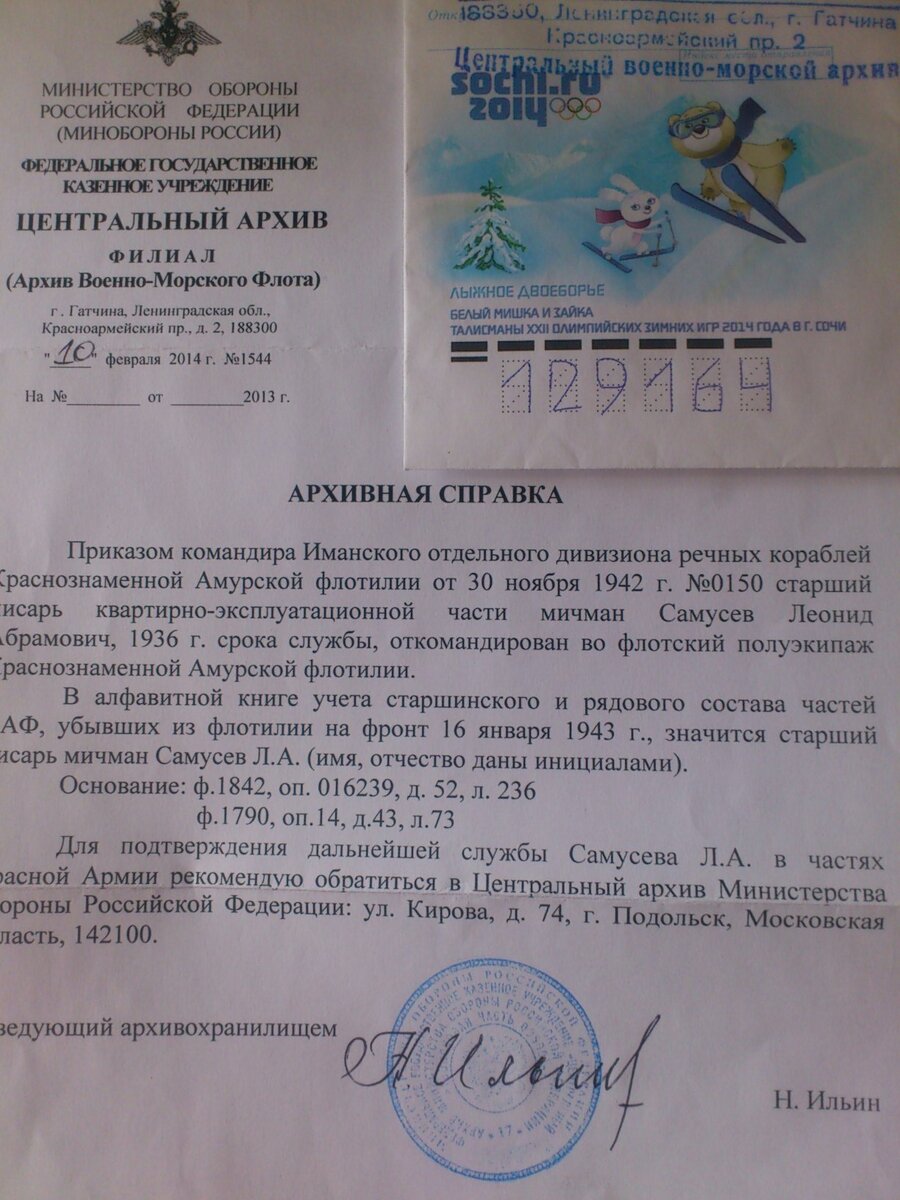 МИНИСТЕРСТВО ОБОРОНЫ
РОССИЙСКОЙ ФЕДЕРАЦИИ
(МИНОБОРОНЫ РОССИИ)
ФЕДЕРАЛЬНОЕ ГОСУДАРСТВЕННОЕ
КАЗЕННОЕ УЧРЕЖДЕНИЕ
ЦЕНТРАЛЬНЫЙ АРХИВ
ФИЛИАЛ
(Архив Военно-Морского Флота)
г. Гатчина, Ленинградская обл.,
Красноармейский пр., д. 2, 188300
"10" февраля 2014 г. №1544
На №_________ от _________2013 г.
188300, Ленинградская обл., г. Гатчина
Красноармейский пр. 2
Центральный военно-морской архив
sochi.ru
2014
ЛЫЖНОЕ ДВОЕБОРЬЕ
БЕЛЫЙ МИШКА И ЗАЙКА
ТАЛИСМАНЫ XXII ОЛИМПИЙСКИХ ЗИМНИХ ИГР 2014 ГОДА В Г. СОЧИ
129164
АРХИВНАЯ СПРАВКА
Приказом командира Иманского отдельного дивизиона речных кораблей
Краснознаменной Амурской флотилии от 30 ноября 1942 г. №0150 старший
писарь квартирно-эксплуатационной части мичман Самусев Леонид
Абрамович, 1936 г. срока службы, откомандирован во флотский полуэкипаж
Краснознаменной Амурской флотилии.
В алфавитной книге учета старшинского и рядового состава частей
АФ, убывших из флотилии на фронт 16 января 1943 г., значится старший
писарь мичман Самусев Л.А. (имя, отчество даны инициалами).
Основание: ф.1842, оп. 016239, д. 52, л. 236
ф.1790, оп.14, д.43, л.73
Для подтверждения дальнейшей службы Самусева Л.А. в частях
расной Армии рекомендую обратиться в Центральный архив Министерства
ороны Российской Федерации: ул. Кирова, д. 74, г. Подольск, Московская
ласть, 142100.
ведующий архивохранилищем
Н. Ильин